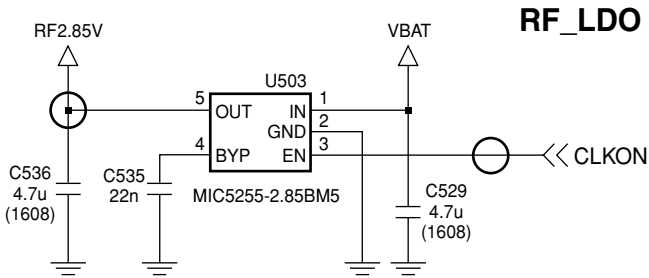 RF_LDO
RF2.85V
VBAT
U503
5 OUT IN 1
GND 2
4 BYP EN 3
CLKON
C536
4.7u
(1608)
C535
22n
MIC5255-2.85BM5
C529
4.7u
(1608)